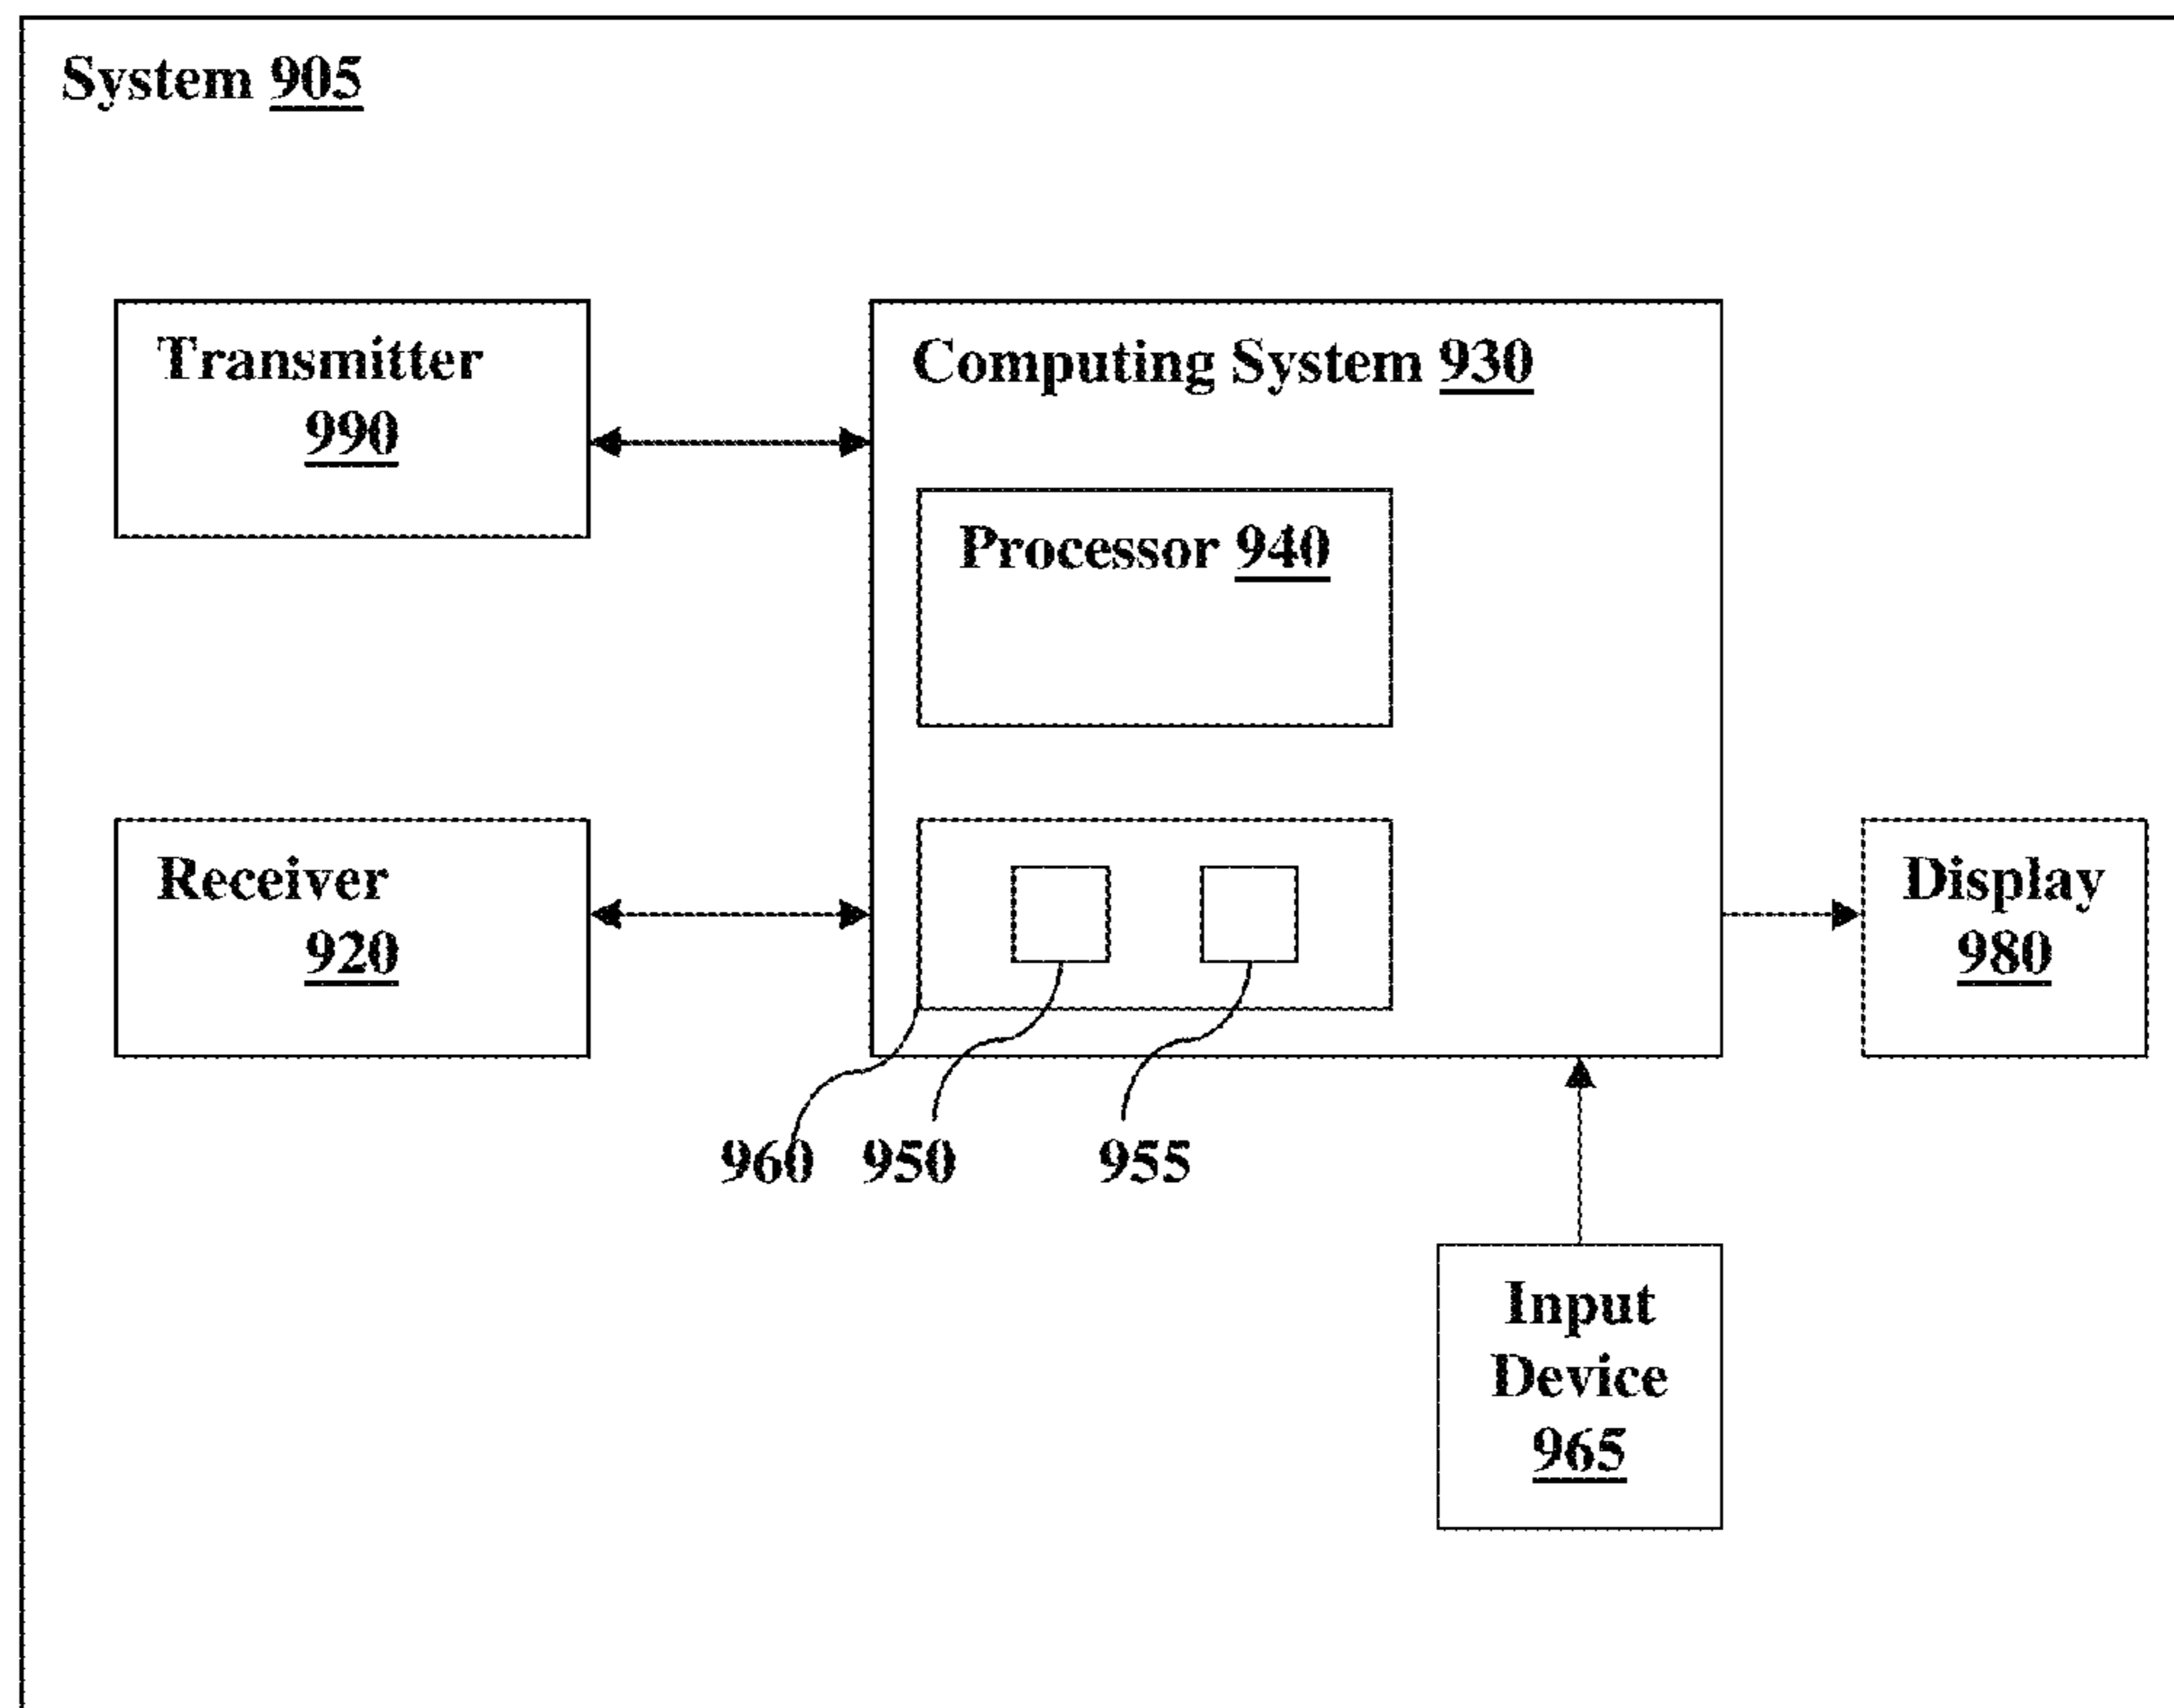 System 905
Transmitter
990
Computing System 930
Processor 940
Receiver
920
Display
980
960 950 955
Input
Device
965